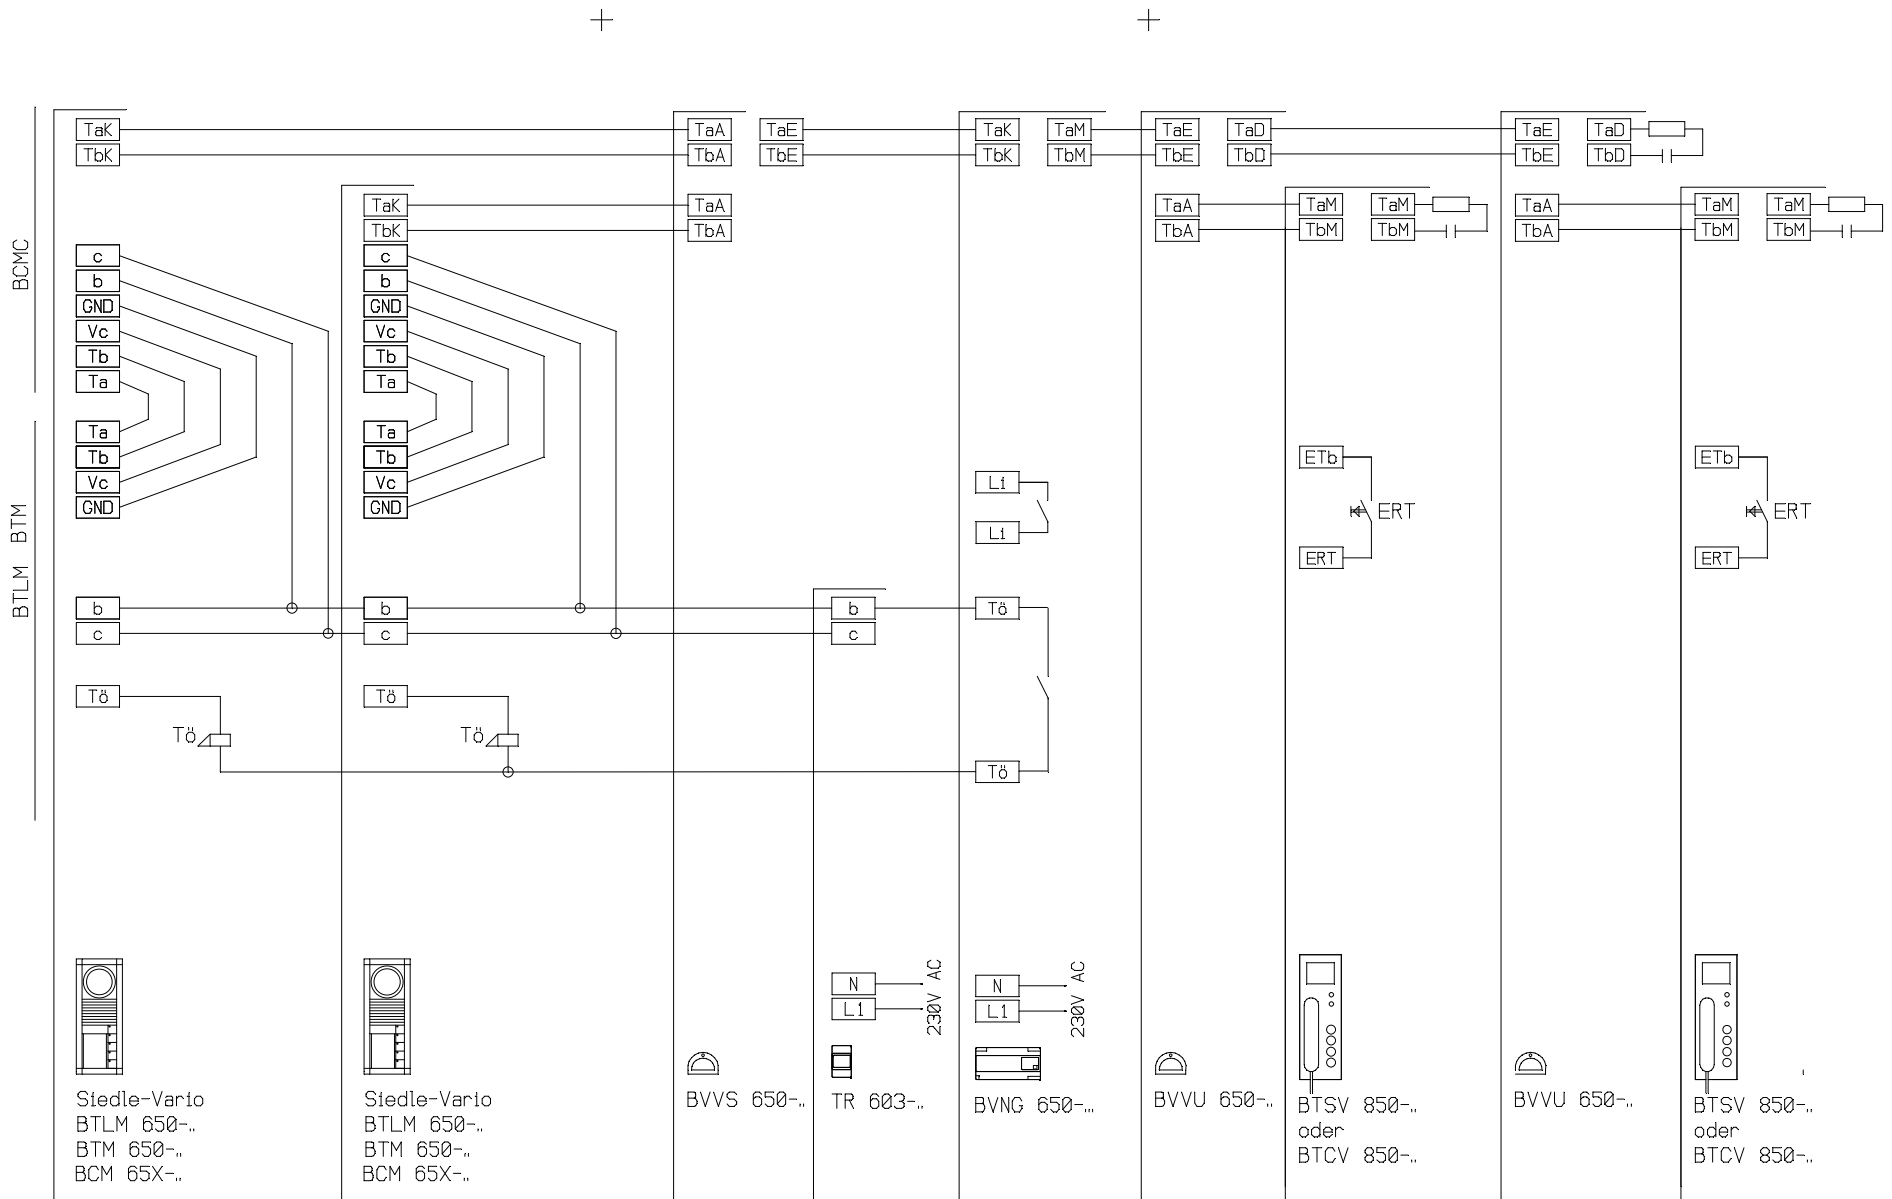 TaK TaA TaE TaK TaM TaE TaD TaE TaD
TbK TbA TbE TbK TbM TbE TbD TbE TbD
TaK TaA TaA TaM TaM TaA TaM TaM
TbK TbA TbA TbM TbM TbA TbM TbM
BCMC
c c
b b
GND GND
Vc Vc
Tb Tb
Ta Ta
BTLM BTM
Ta Ta
Tb Tb ETb ETb
Vc Vc Li
GND GND ERT ERT
Li
ERT ERT
b b b Tö
c c c
Tö Tö
Tö Tö
Tö
N N
L1 L1
230V AC 230V AC
Siedle-Vario
BTLM 650-..
BTM 650-..
BCM 65X-..
Siedle-Vario
BTLM 650-..
BTM 650-..
BCM 65X-..
BVVS 650-..
TR 603-..
BVNG 650-...
BVVU 650-..
BTSV 850-..
oder
BTCV 850-..
BVVU 650-..
BTSV 850-..
oder
BTCV 850-..